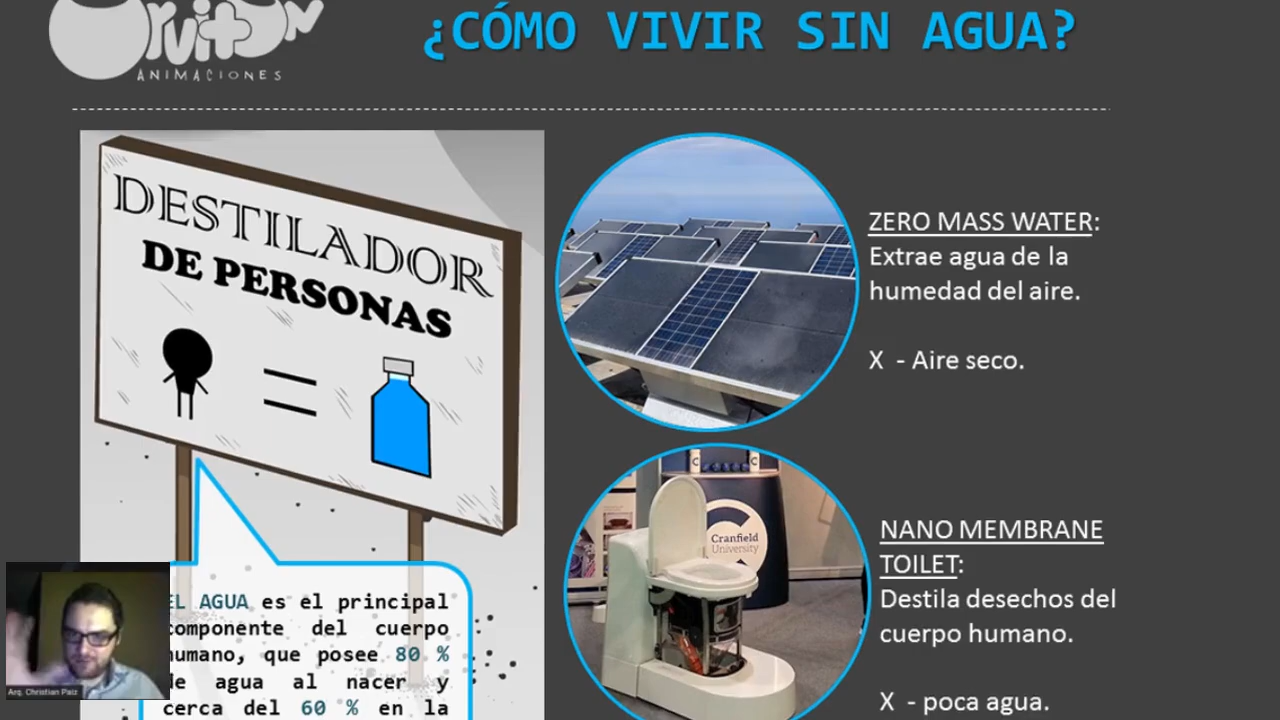 OrvitOn
ANIMACIONES
¿CÓMO VIVIR SIN AGUA?
DESTILADOR
DE PERSONAS
ZERO MASS WATER:
Extrae agua de la
humedad del aire.
X - Aire seco.
Cranfield
University
NANO MEMBRANE
TOILET:
Destila desechos del
cuerpo humano.
X - poca agua.
EL AGUA es el principal
componente del cuerpo
humano, que posee 80 %
de agua al nacer y
cerca del 60 % en la
Arq. Christian Paiz